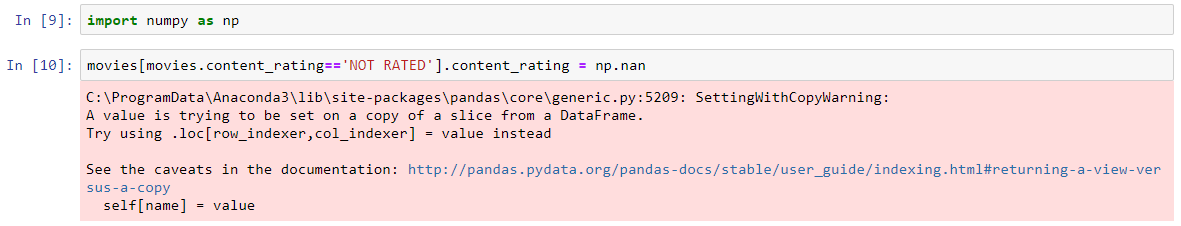 In [9]: import numpy as np
In [10]: movies[movies.content_rating=='NOT RATED'].content_rating = np.nan
C:\ProgramData\Anaconda3\lib\site-packages\pandas\core\generic.py:5209: SettingWithCopyWarning:
A value is trying to be set on a copy of a slice from a DataFrame.
Try using .loc[row_indexer,col_indexer] = value instead
See the caveats in the documentation: http://pandas.pydata.org/pandas-docs/stable/user_guide/indexing.html#returning-a-view-ver
sus-a-copy
self[name] = value